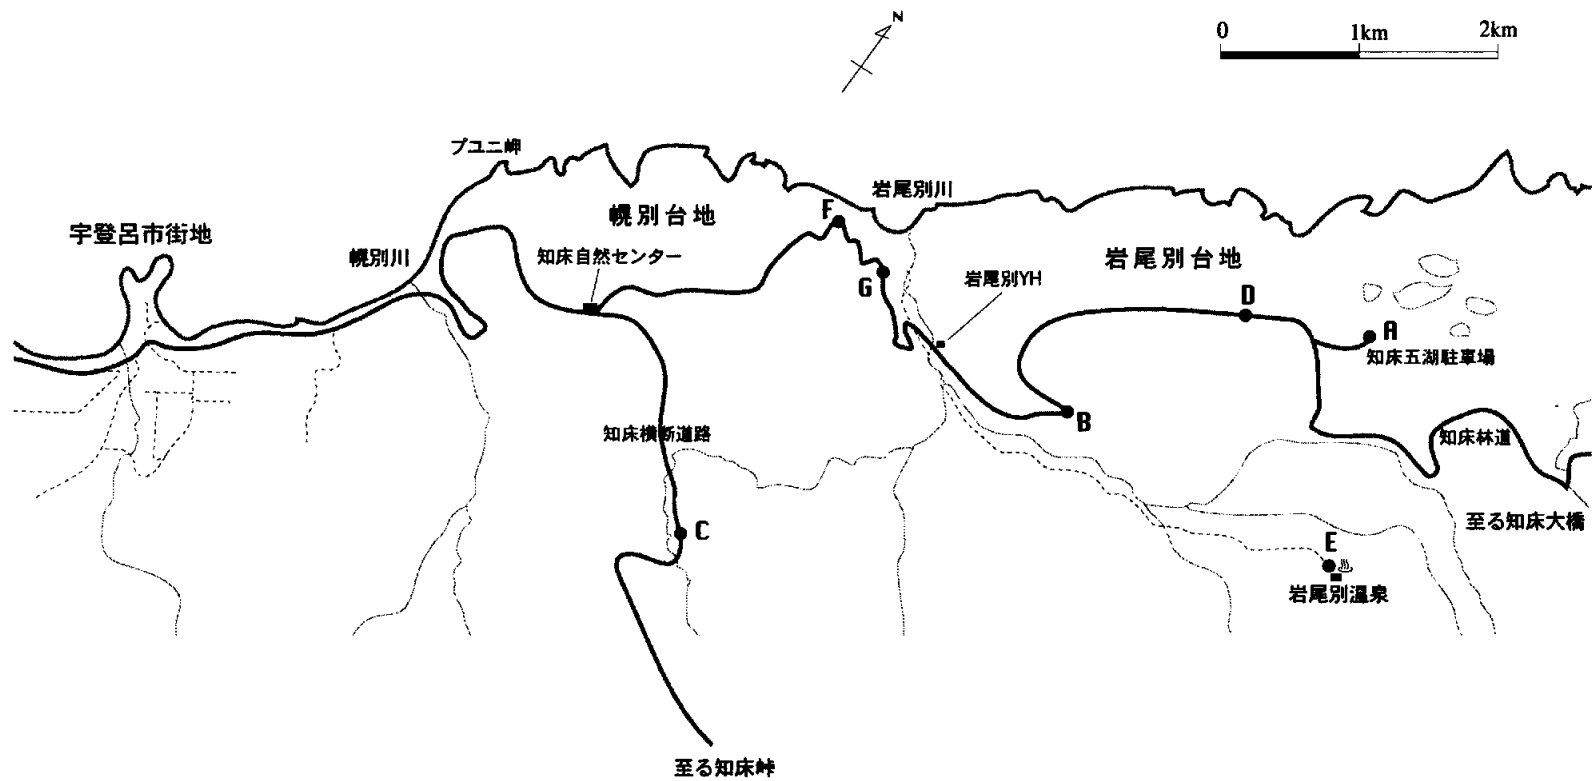 N
0 1km 2km
プユニ岬
岩尾別川
F
幌別台地
宇登呂市街地
幌別川
知床自然センター
岩尾別台地
G
岩尾別YH
D
A
知床五湖駐車場
B
知床横断道路
知床林道
C
至る知床大橋
E
岩尾別温泉
至る知床峠